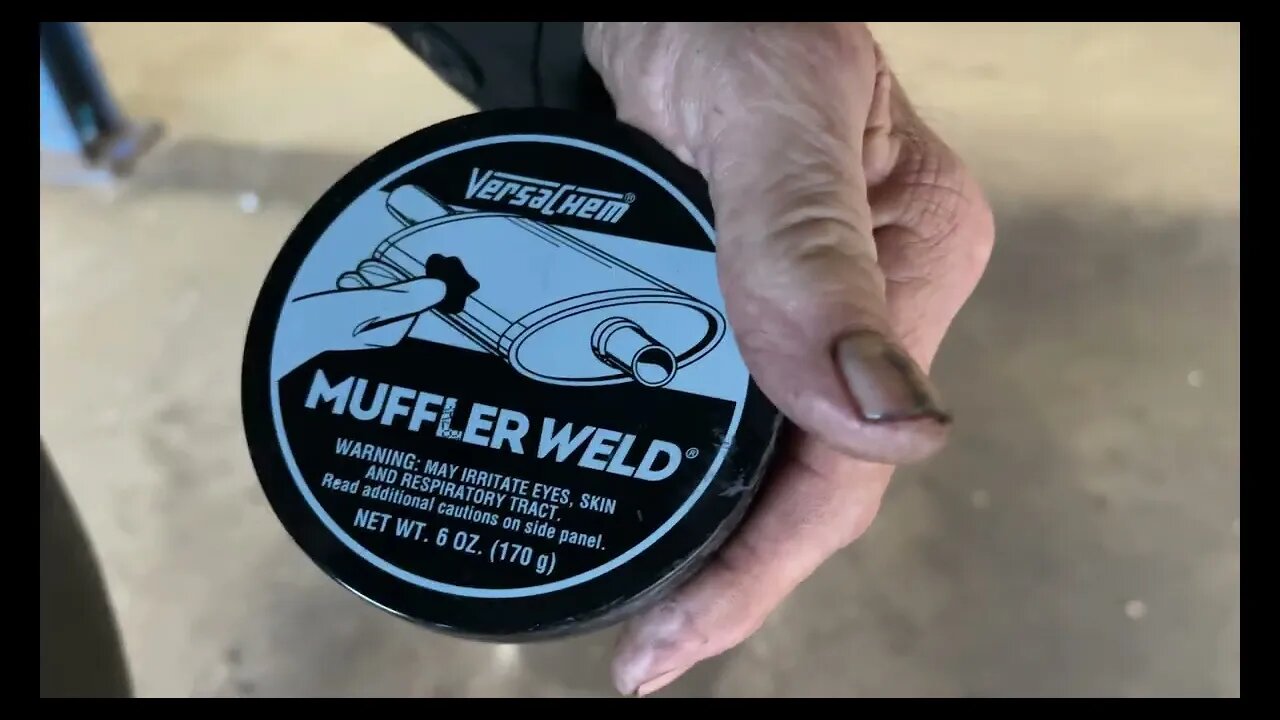 VersaChem®
MUFFLER WELD®
WARNING: MAY IRRITATE EYES, SKIN
AND RESPIRATORY TRACT.
Read additional cautions on side panel.
NET WT. 6 OZ. (170 g)